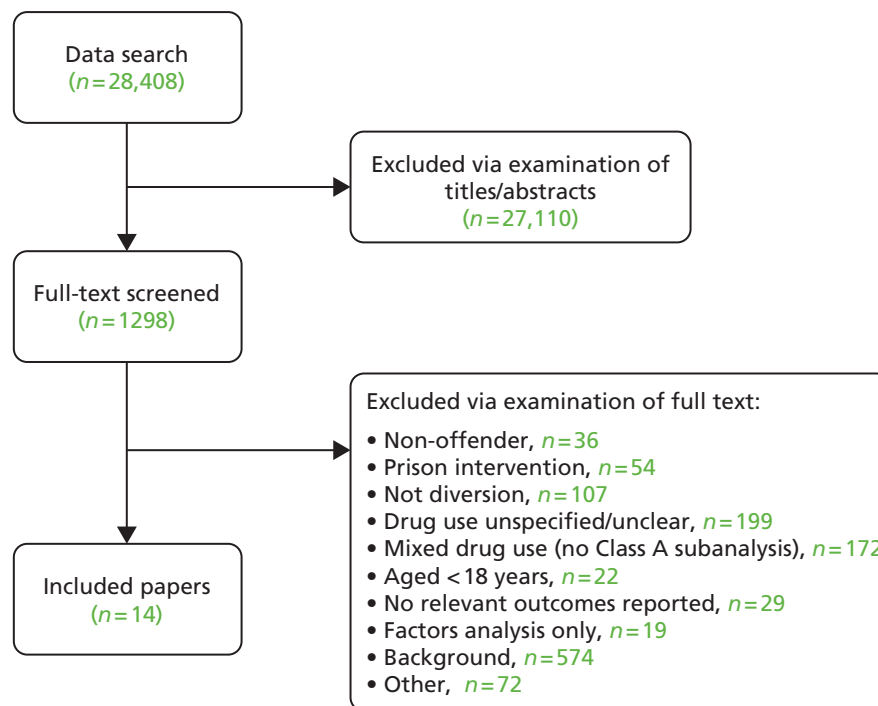 Data search
(n=28,408)
Excluded via examination of
titles/abstracts
(n=27,110)
Full-text screened
(n=1298)
Excluded via examination of full text:
• Non-offender, n=36
• Prison intervention, n=54
• Not diversion, n=107
• Drug use unspecified/unclear, n=199
• Mixed drug use (no Class A subanalysis), n=172
• Aged <18 years, n=22
• No relevant outcomes reported, n=29
• Factors analysis only, n=19
• Background, n=574
• Other, n=72
Included papers
(n=14)